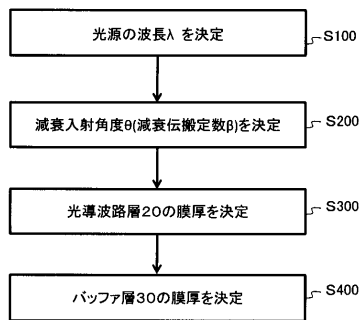 光源の波長λ を決定
S100
減衰入射角度θ(減衰伝搬定数β)を決定
S200
光導波路層20の膜厚を決定
S300
バッファ層30の膜厚を決定
S400